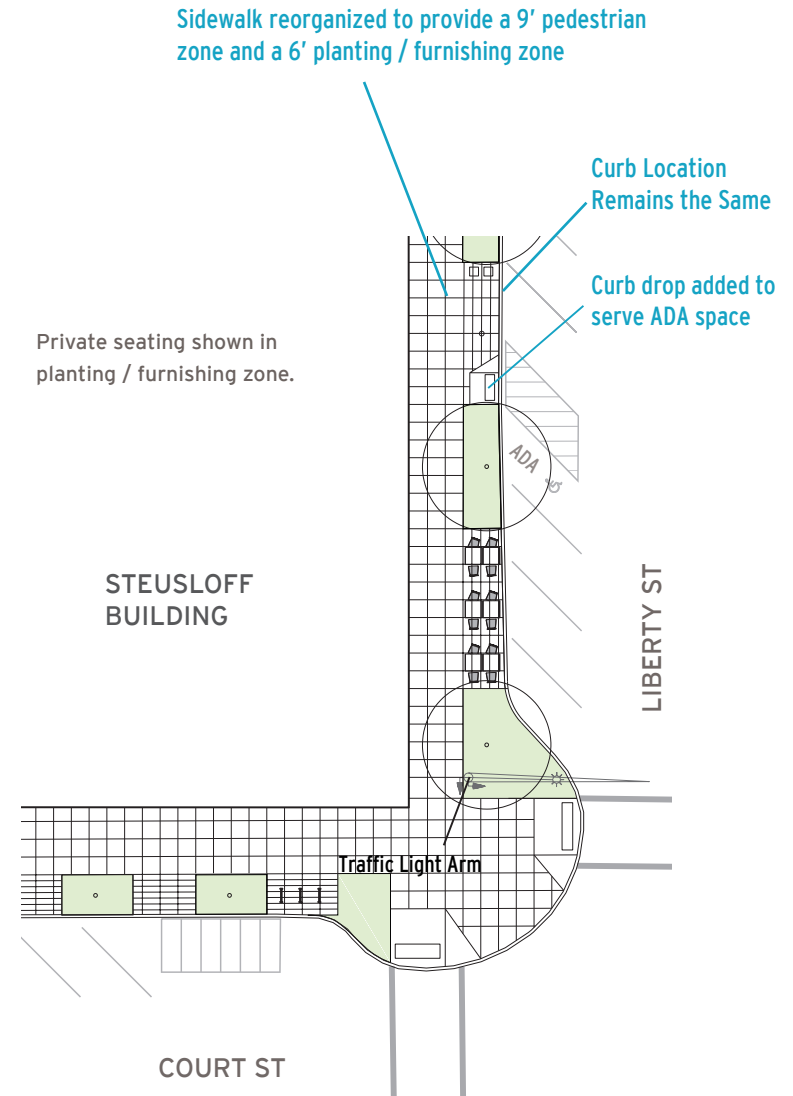 Sidewalk reorganized to provide a 9’ pedestrian
zone and a 6’ planting / furnishing zone
Curb Location
Remains the Same
Curb drop added to
serve ADA space
Private seating shown in
planting / furnishing zone.
ADA
STEUSLOFF
BUILDING
LIBERTY ST
Traffic Light Arm
COURT ST